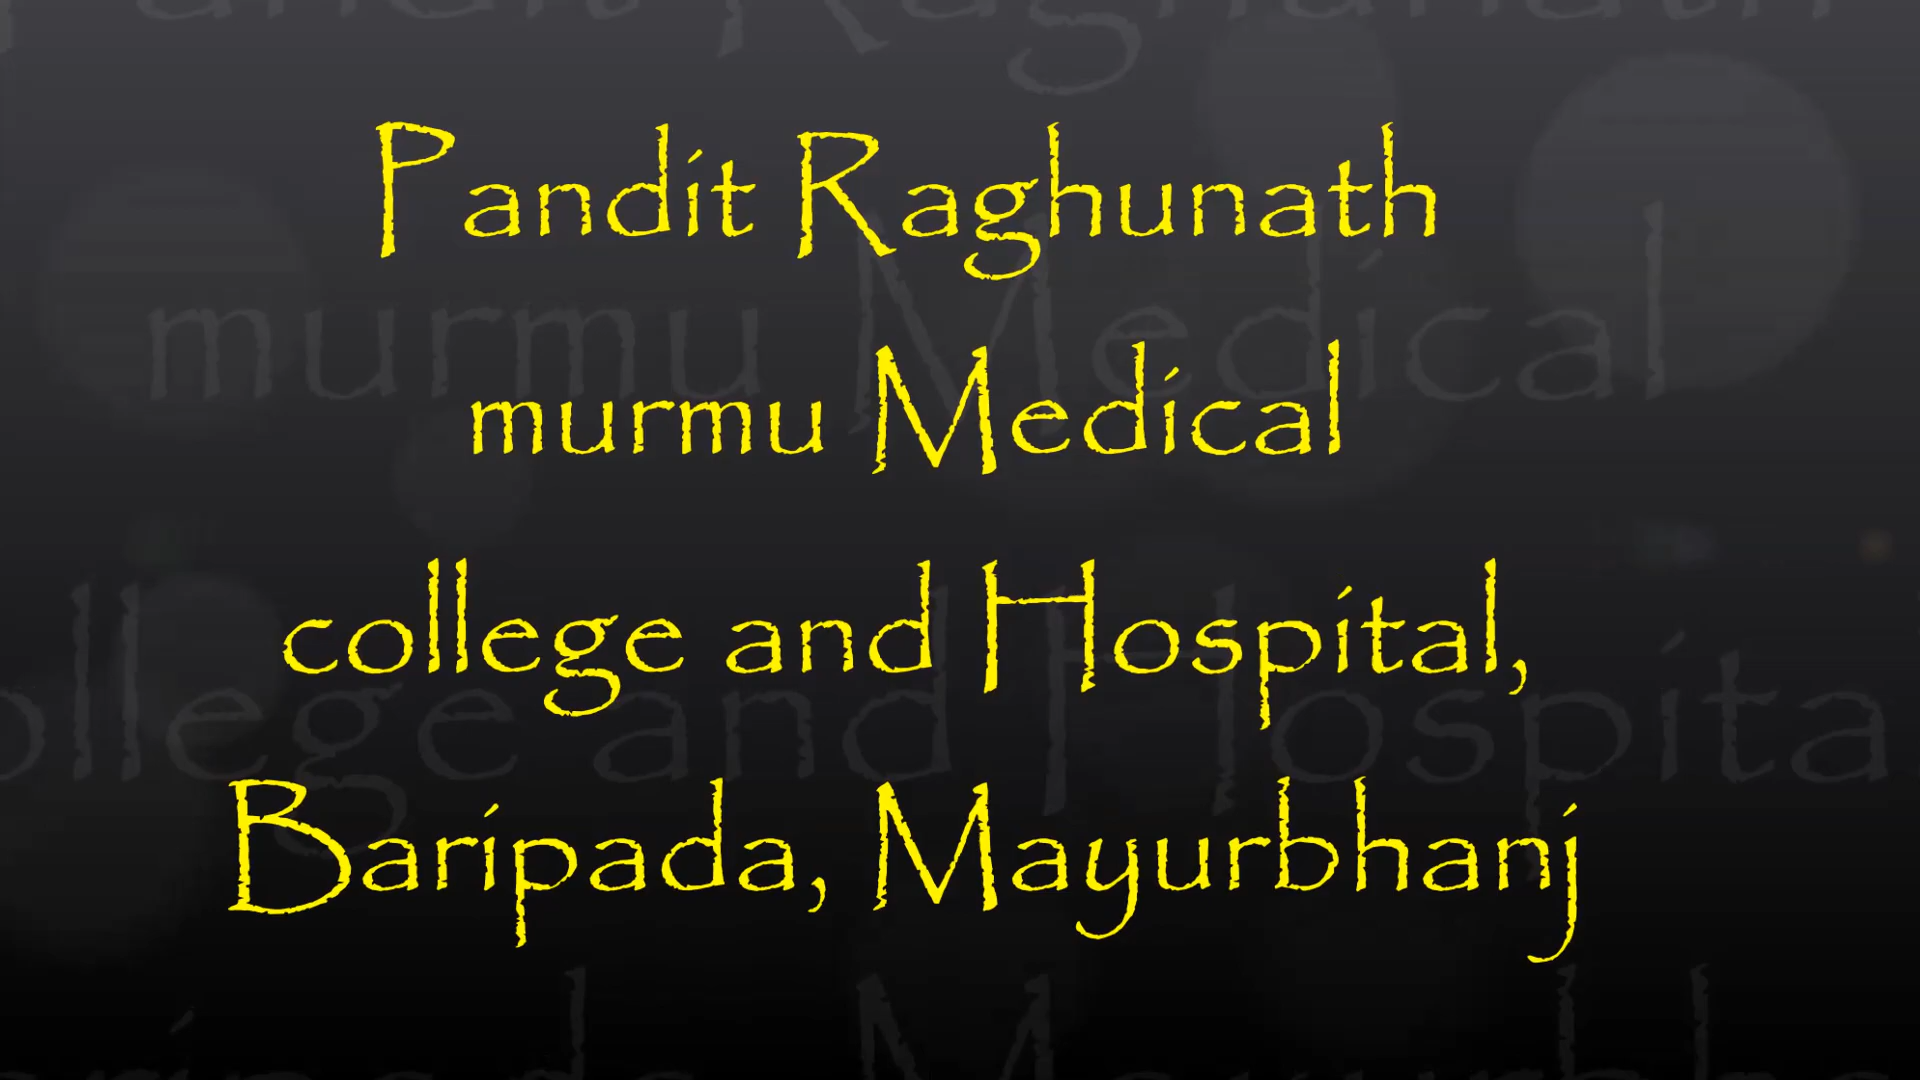 Pandit Raghunath
murmu Medical
college and Hospital,
Baripada, Mayurbhanj